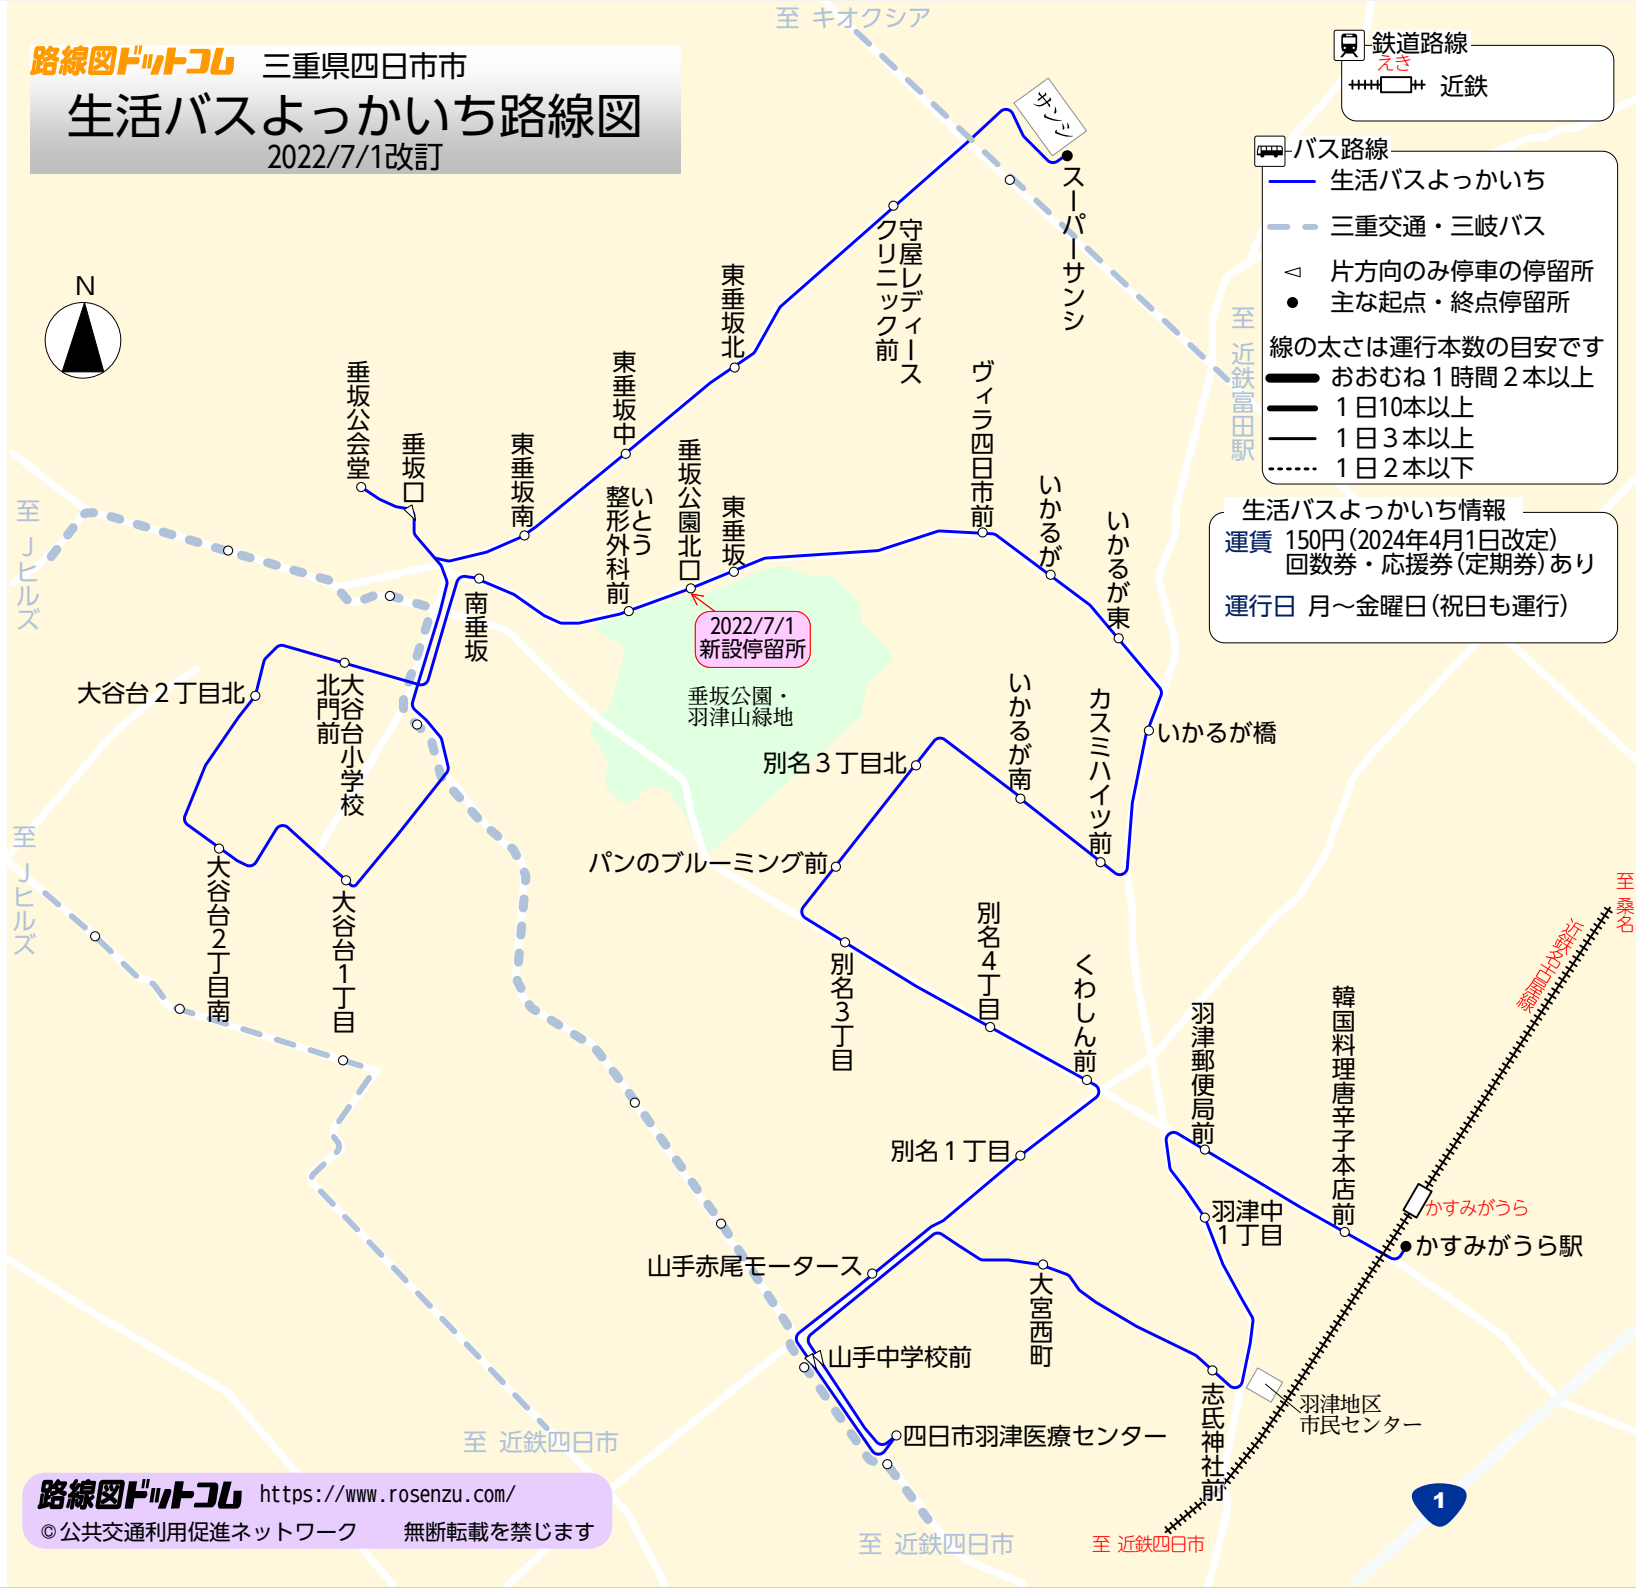 路線図ドットコム
三重県四日市市
生活バスよっかいち路線図
2022/7/1改訂
至 キオクシア
サンシ
スーパーサンシ
鉄道路線
えき
近鉄
バス路線
生活バスよっかいち
三重交通・三岐バス
片方向のみ停車の停留所
主な起点・終点停留所
線の太さは運行本数の目安です
おおむね1時間2本以上
1日10本以上
1日3本以上
1日2本以下
生活バスよっかいち情報
運賃 150円(2024年4月1日改定)
回数券・応援券(定期券)あり
運行日 月～金曜日(祝日も運行)
N
守屋レディース
クリニック前
東垂坂北
東垂坂中
東垂坂南
垂坂公会堂
垂坂口
至 近鉄富田駅
至 Jヒルズ
いとう
整形外科前
垂坂公園北口
東垂坂
ヴィラ四日市前
いかるが
いかるが東
南垂坂
2022/7/1
新設停留所
垂坂公園・
羽津山緑地
大谷台2丁目北
大谷台小学校
北門前
いかるが南
カスミハイツ前
いかるが橋
別名3丁目北
パンのブルーミング前
至 Jヒルズ
大谷台2丁目南
大谷台1丁目
別名3丁目
別名4丁目
くわしん前
至 桑名
近鉄名古屋線
羽津郵便局前
韓国料理唐辛子本店前
別名1丁目
羽津中
1丁目
かすみがうら
かすみがうら駅
山手赤尾モータース
大宮西町
山手中学校前
志氐神社前
羽津地区
市民センター
四日市羽津医療センター
至 近鉄四日市
至 近鉄四日市
至 近鉄四日市
1
路線図ドットコム https://www.rosenzu.com/
©公共交通利用促進ネットワーク 無断転載を禁じます